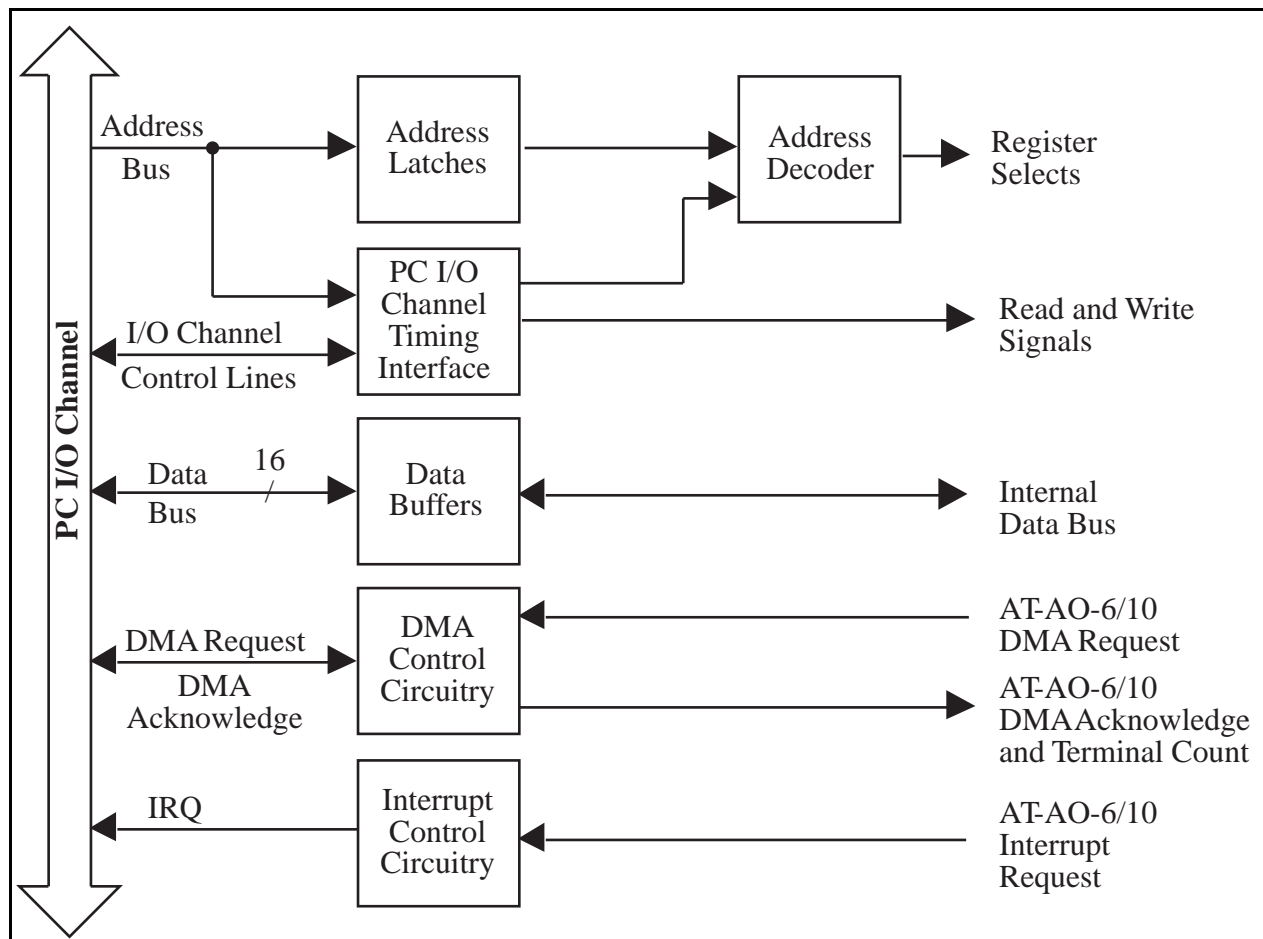 PC I/O Channel
Address
Bus
Address
Latches
Address
Decoder
Register
Selects
PC I/O
Channel
Timing
Interface
I/O Channel
Control Lines
Read and Write
Signals
Data
Bus
16
/
Data
Buffers
Internal
Data Bus
DMA Request
DMA
Acknowledge
DMA
Control
Circuitry
AT-AO-6/10
DMA Request
AT-AO-6/10
DMA Acknowledge
and Terminal Count
IRQ
Interrupt
Control
Circuitry
AT-AO-6/10
Interrupt
Request